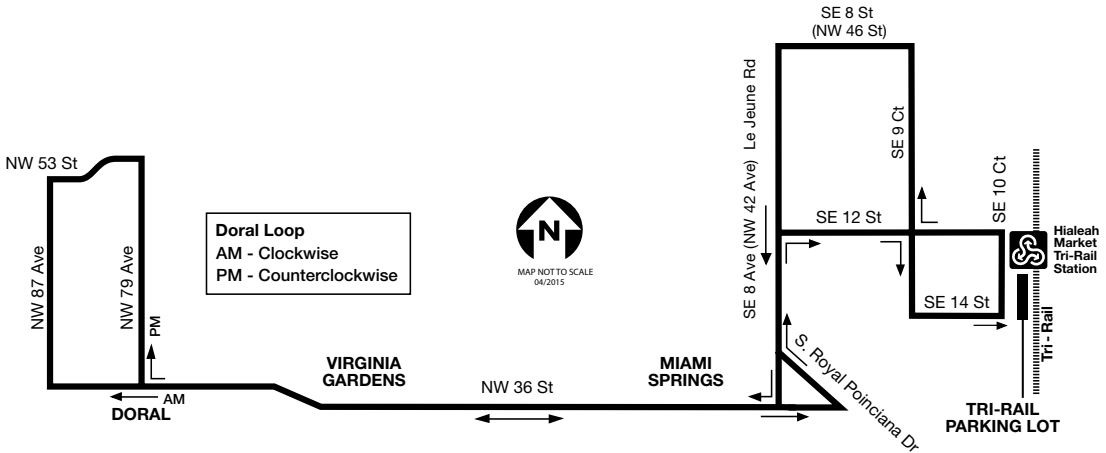 SE 8 St
(NW 46 St)
SE 8 Ave (NW 42 Ave) Le Jeune Rd
SE 9 Ct
SE 10 Ct
NW 53 St
SE 12 St
Doral Loop
AM - Clockwise
PM - Counterclockwise
N
MAP NOT TO SCALE
04/2015
Hialeah
Market
Tri-Rail
Station
NW 87 Ave
NW 79 Ave
SE 14 St
PM
Tri - Rail
S. Royal Poinciana Dr
VIRGINIA
GARDENS
MIAMI
SPRINGS
NW 36 St
AM
DORAL
TRI-RAIL
PARKING LOT